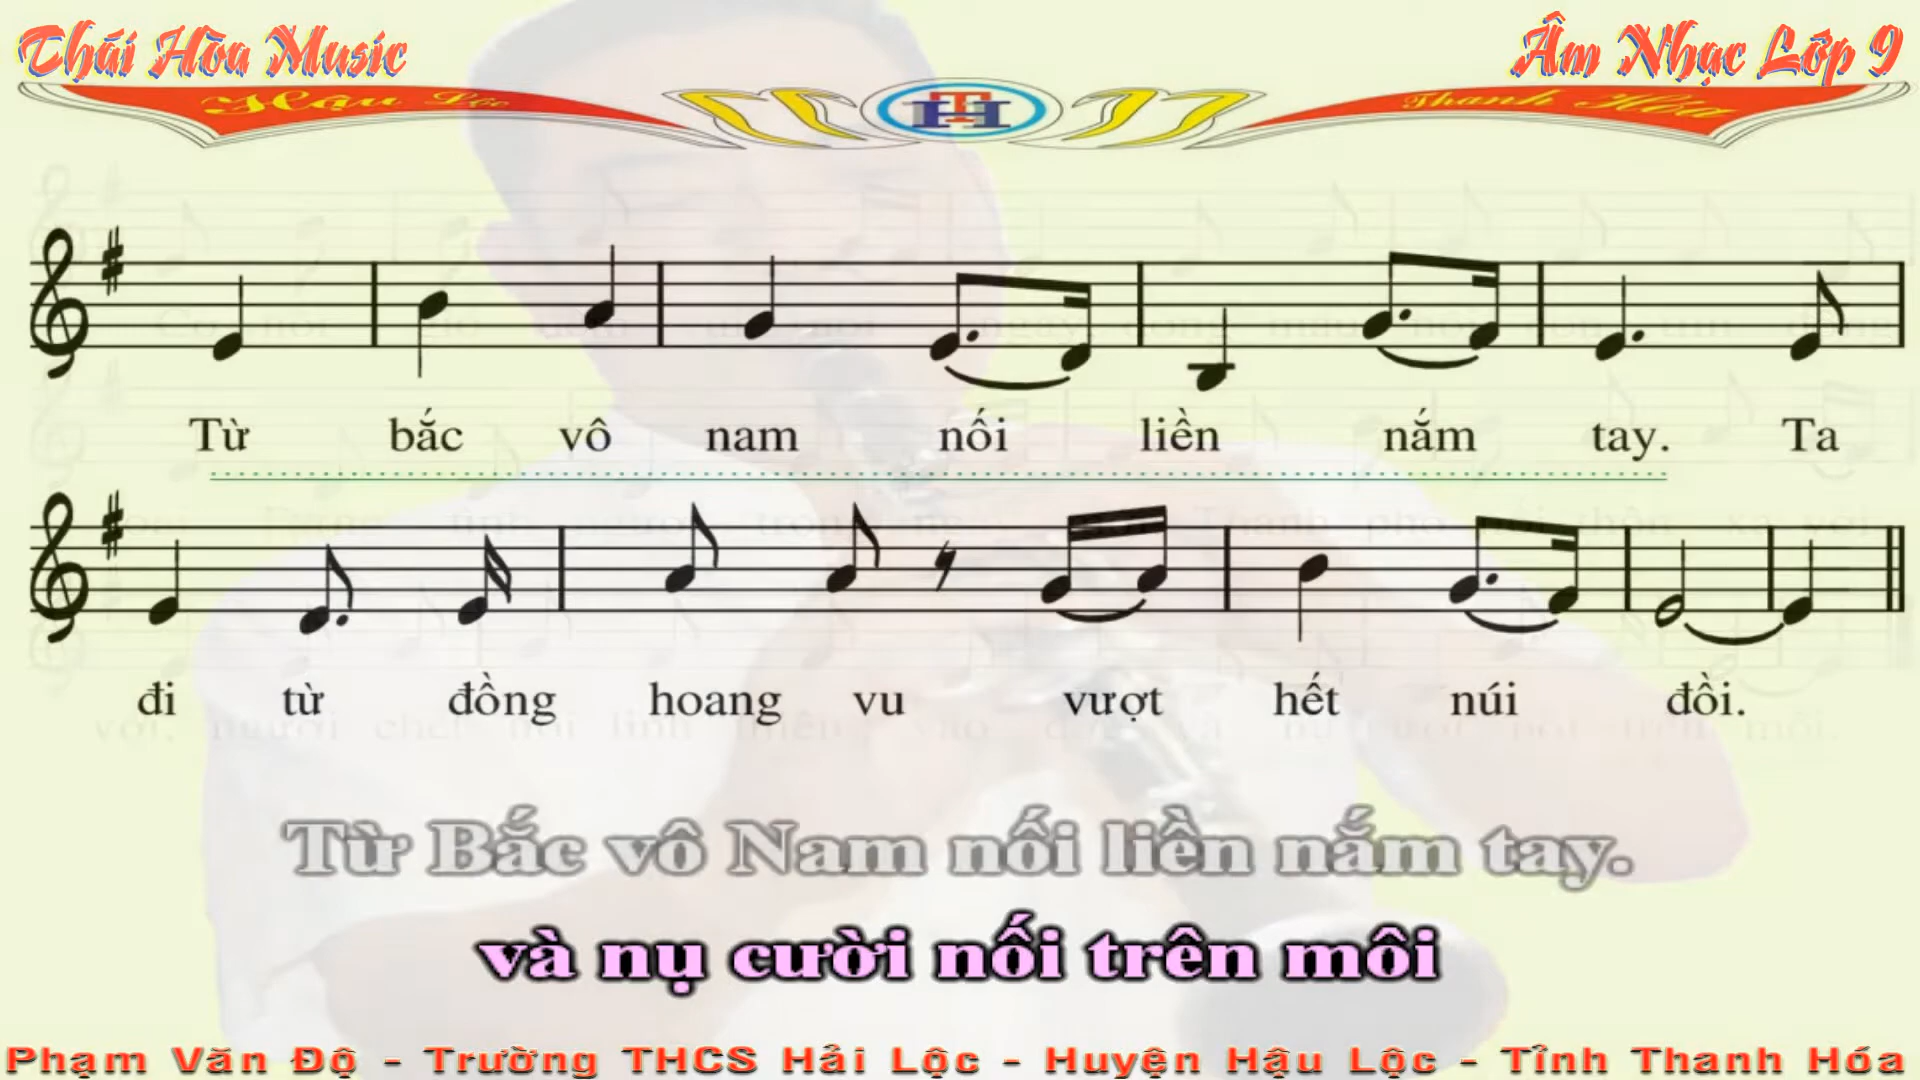 Thái Hòa Music
Âm Nhạc Lớp 9
Hậu Lộc
TH
Thanh Hóa
Từ bắc vô nam nối liền nắm tay. Ta
đi từ đồng hoang vu vượt hết núi đồi.
Từ Bắc vô Nam nối liền nắm tay.
và nụ cười nối trên môi
Phạm Văn Độ - Trường THCS Hải Lộc - Huyện Hậu Lộc - Tỉnh Thanh Hóa